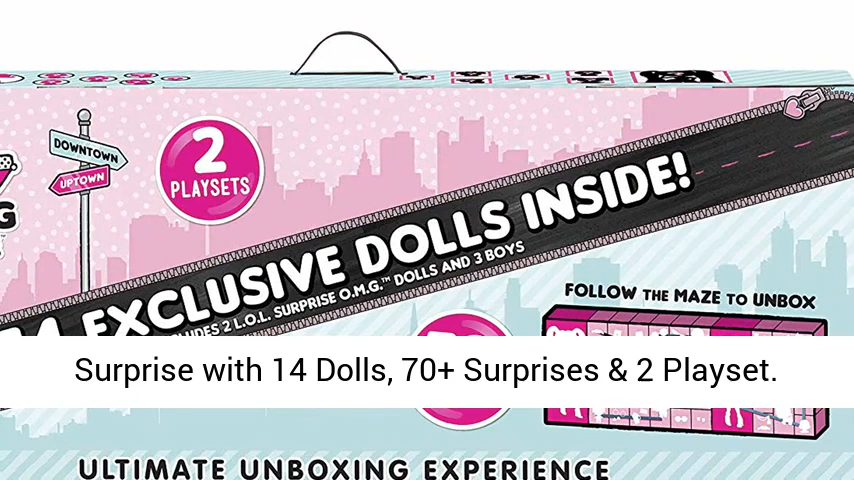 DOWNTOWN
UPTOWN
2
PLAYSETS
G
14 EXCLUSIVE DOLLS INSIDE!
2 L.O.L. SURPRISE O.M.G.™ DOLLS AND 3 BOYS
FOLLOW THE MAZE TO UNBOX
Surprise with 14 Dolls, 70+ Surprises & 2 Playset.
ULTIMATE UNBOXING EXPERIENCE